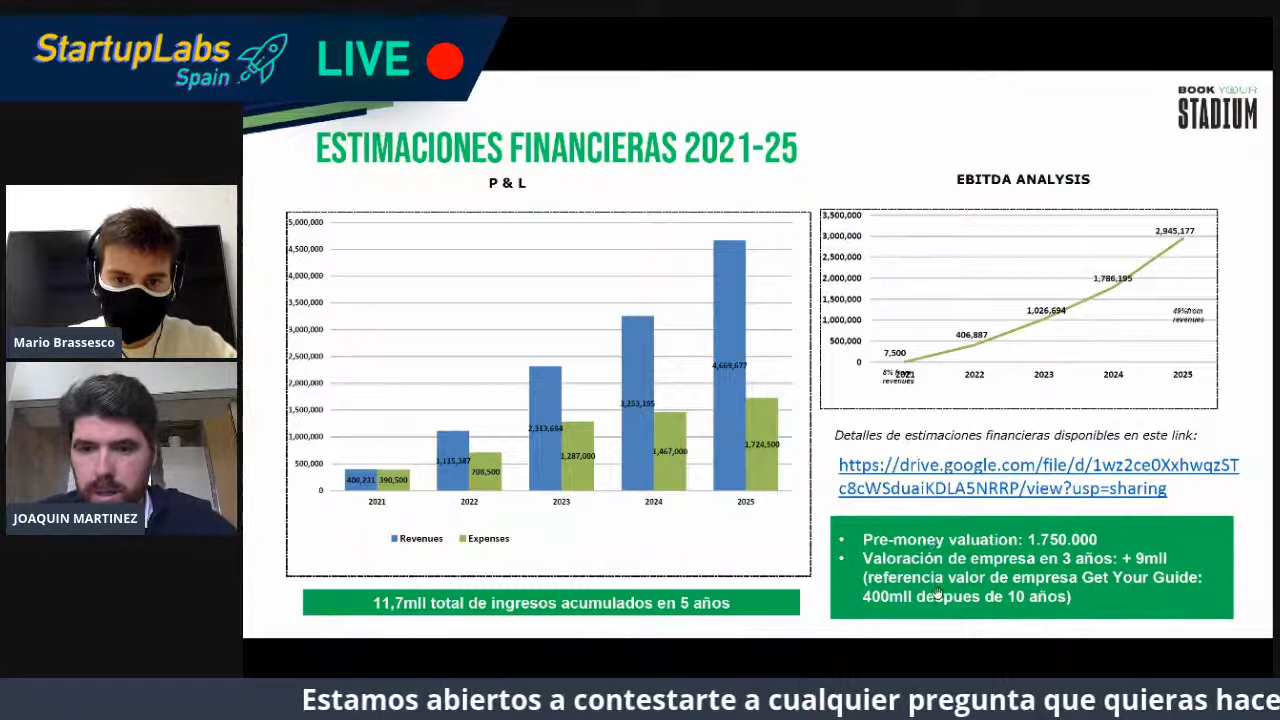 StartupLabs
Spain
LIVE
BOOK YOUR
STADIUM
ESTIMACIONES FINANCIERAS 2021-25
P & L
5,000,000
4,500,000
4,000,000
3,500,000
3,000,000
2,500,000
2,000,000
1,500,000
1,000,000
500,000
0
400,231
390,500
1,115,387
708,500
2,313,694
1,287,000
3,253,195
1,467,000
4,669,677
1,724,500
2021
2022
2023
2024
2025
Revenues
Expenses
11,7mll total de ingresos acumulados en 5 años
EBITDA ANALYSIS
3,500,000
3,000,000
2,500,000
2,000,000
1,500,000
1,000,000
500,000
0
7,500
406,887
1,026,694
1,786,195
2,945,177
8% from
revenues
49%from
revenues
2021
2022
2023
2024
2025
Detalles de estimaciones financieras disponibles en este link:
https://drive.google.com/file/d/1wz2ce0XxhwqzST
c8cWSduaiKDLA5NRRP/view?usp=sharing
• Pre-money valuation: 1.750.000
• Valoración de empresa en 3 años: + 9mll
(referencia valor de empresa Get Your Guide:
400mll despues de 10 años)
Mario Brassesco
JOAQUIN MARTINEZ
Estamos abiertos a contestarte a cualquier pregunta que quieras hace